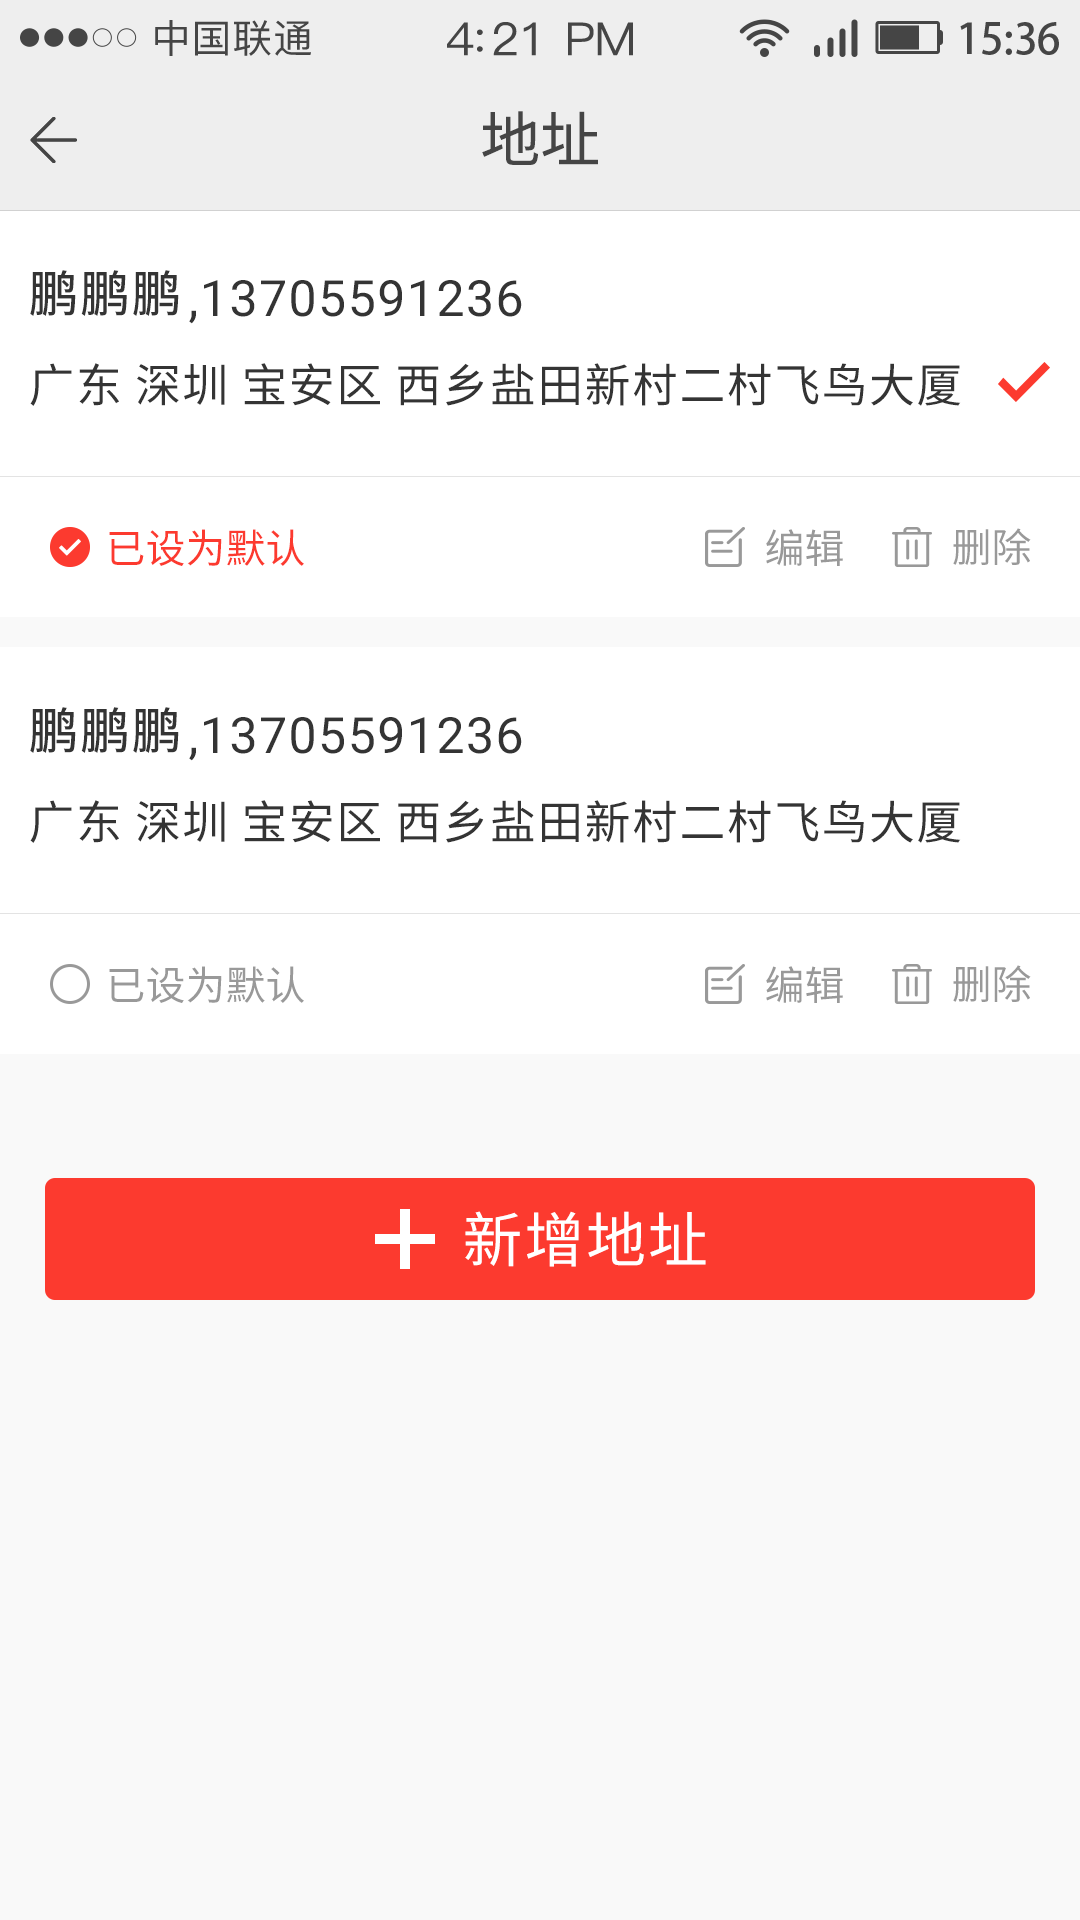 中国联通 4:21 PM 15:36
地址
鹏鹏鹏,13705591236
广东 深圳 宝安区 西乡盐田新村二村飞鸟大厦
已设为默认 编辑 删除
鹏鹏鹏,13705591236
广东 深圳 宝安区 西乡盐田新村二村飞鸟大厦
已设为默认 编辑 删除
新增地址